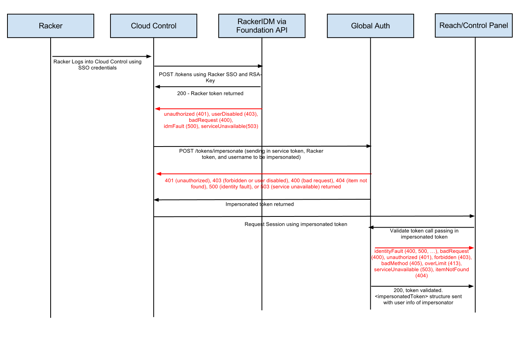 Racker
Cloud Control
RackerIDM via
Foundation API
Global Auth
Reach/Control Panel
Racker Logs into Cloud Control using
SSO credentials
POST /tokens using Racker SSO and RSA
Key
200 - Racker token returned
unauthorized (401), userDisabled (403),
badRequest (400),
idmFault (500), serviceUnavailable(503)
POST /tokens/impersonate (sending in service token, Racker
token, and username to be impersonated)
401 (unauthorized), 403 (forbidden or user disabled), 400 (bad request), 404 (item not
found), 500 (identity fault), or 503 (service unavailable) returned
Impersonated token returned
Request Session using impersonated token
Validate token call passing in
impersonated token
identityFault (400, 500, ...), badRequest
(400), unauthorized (401), forbidden (403),
badMethod (405), overLimit (413),
serviceUnavailable (503), itemNotFound
(404)
200, token validated.
<impersonatedToken> structure sent
with user info of impersonator